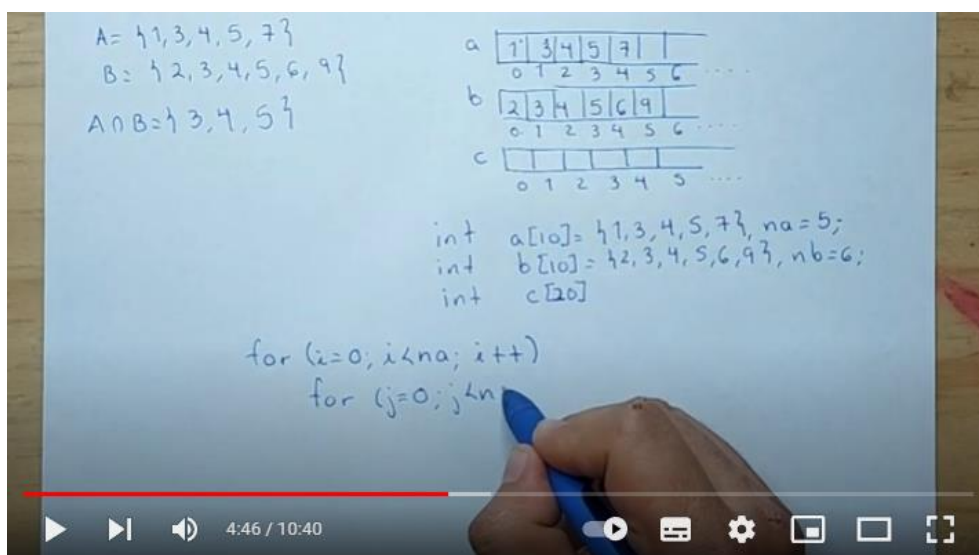 A = {1, 3, 4, 5, 7}
B = {2, 3, 4, 5, 6, 9}
A ∩ B = {3, 4, 5}
a 1 3 4 5 7
0 1 2 3 4 5 6 ....
b 2 3 4 5 6 9
0 1 2 3 4 5 6 ....
c
0 1 2 3 4 5 ....
int a[10] = {1, 3, 4, 5, 7}, na = 5;
int b[10] = {2, 3, 4, 5, 6, 9}, nb = 6;
int c[20]
for (i=0; i<na; i++)
for (j=0; j<n
4:46 / 10:40